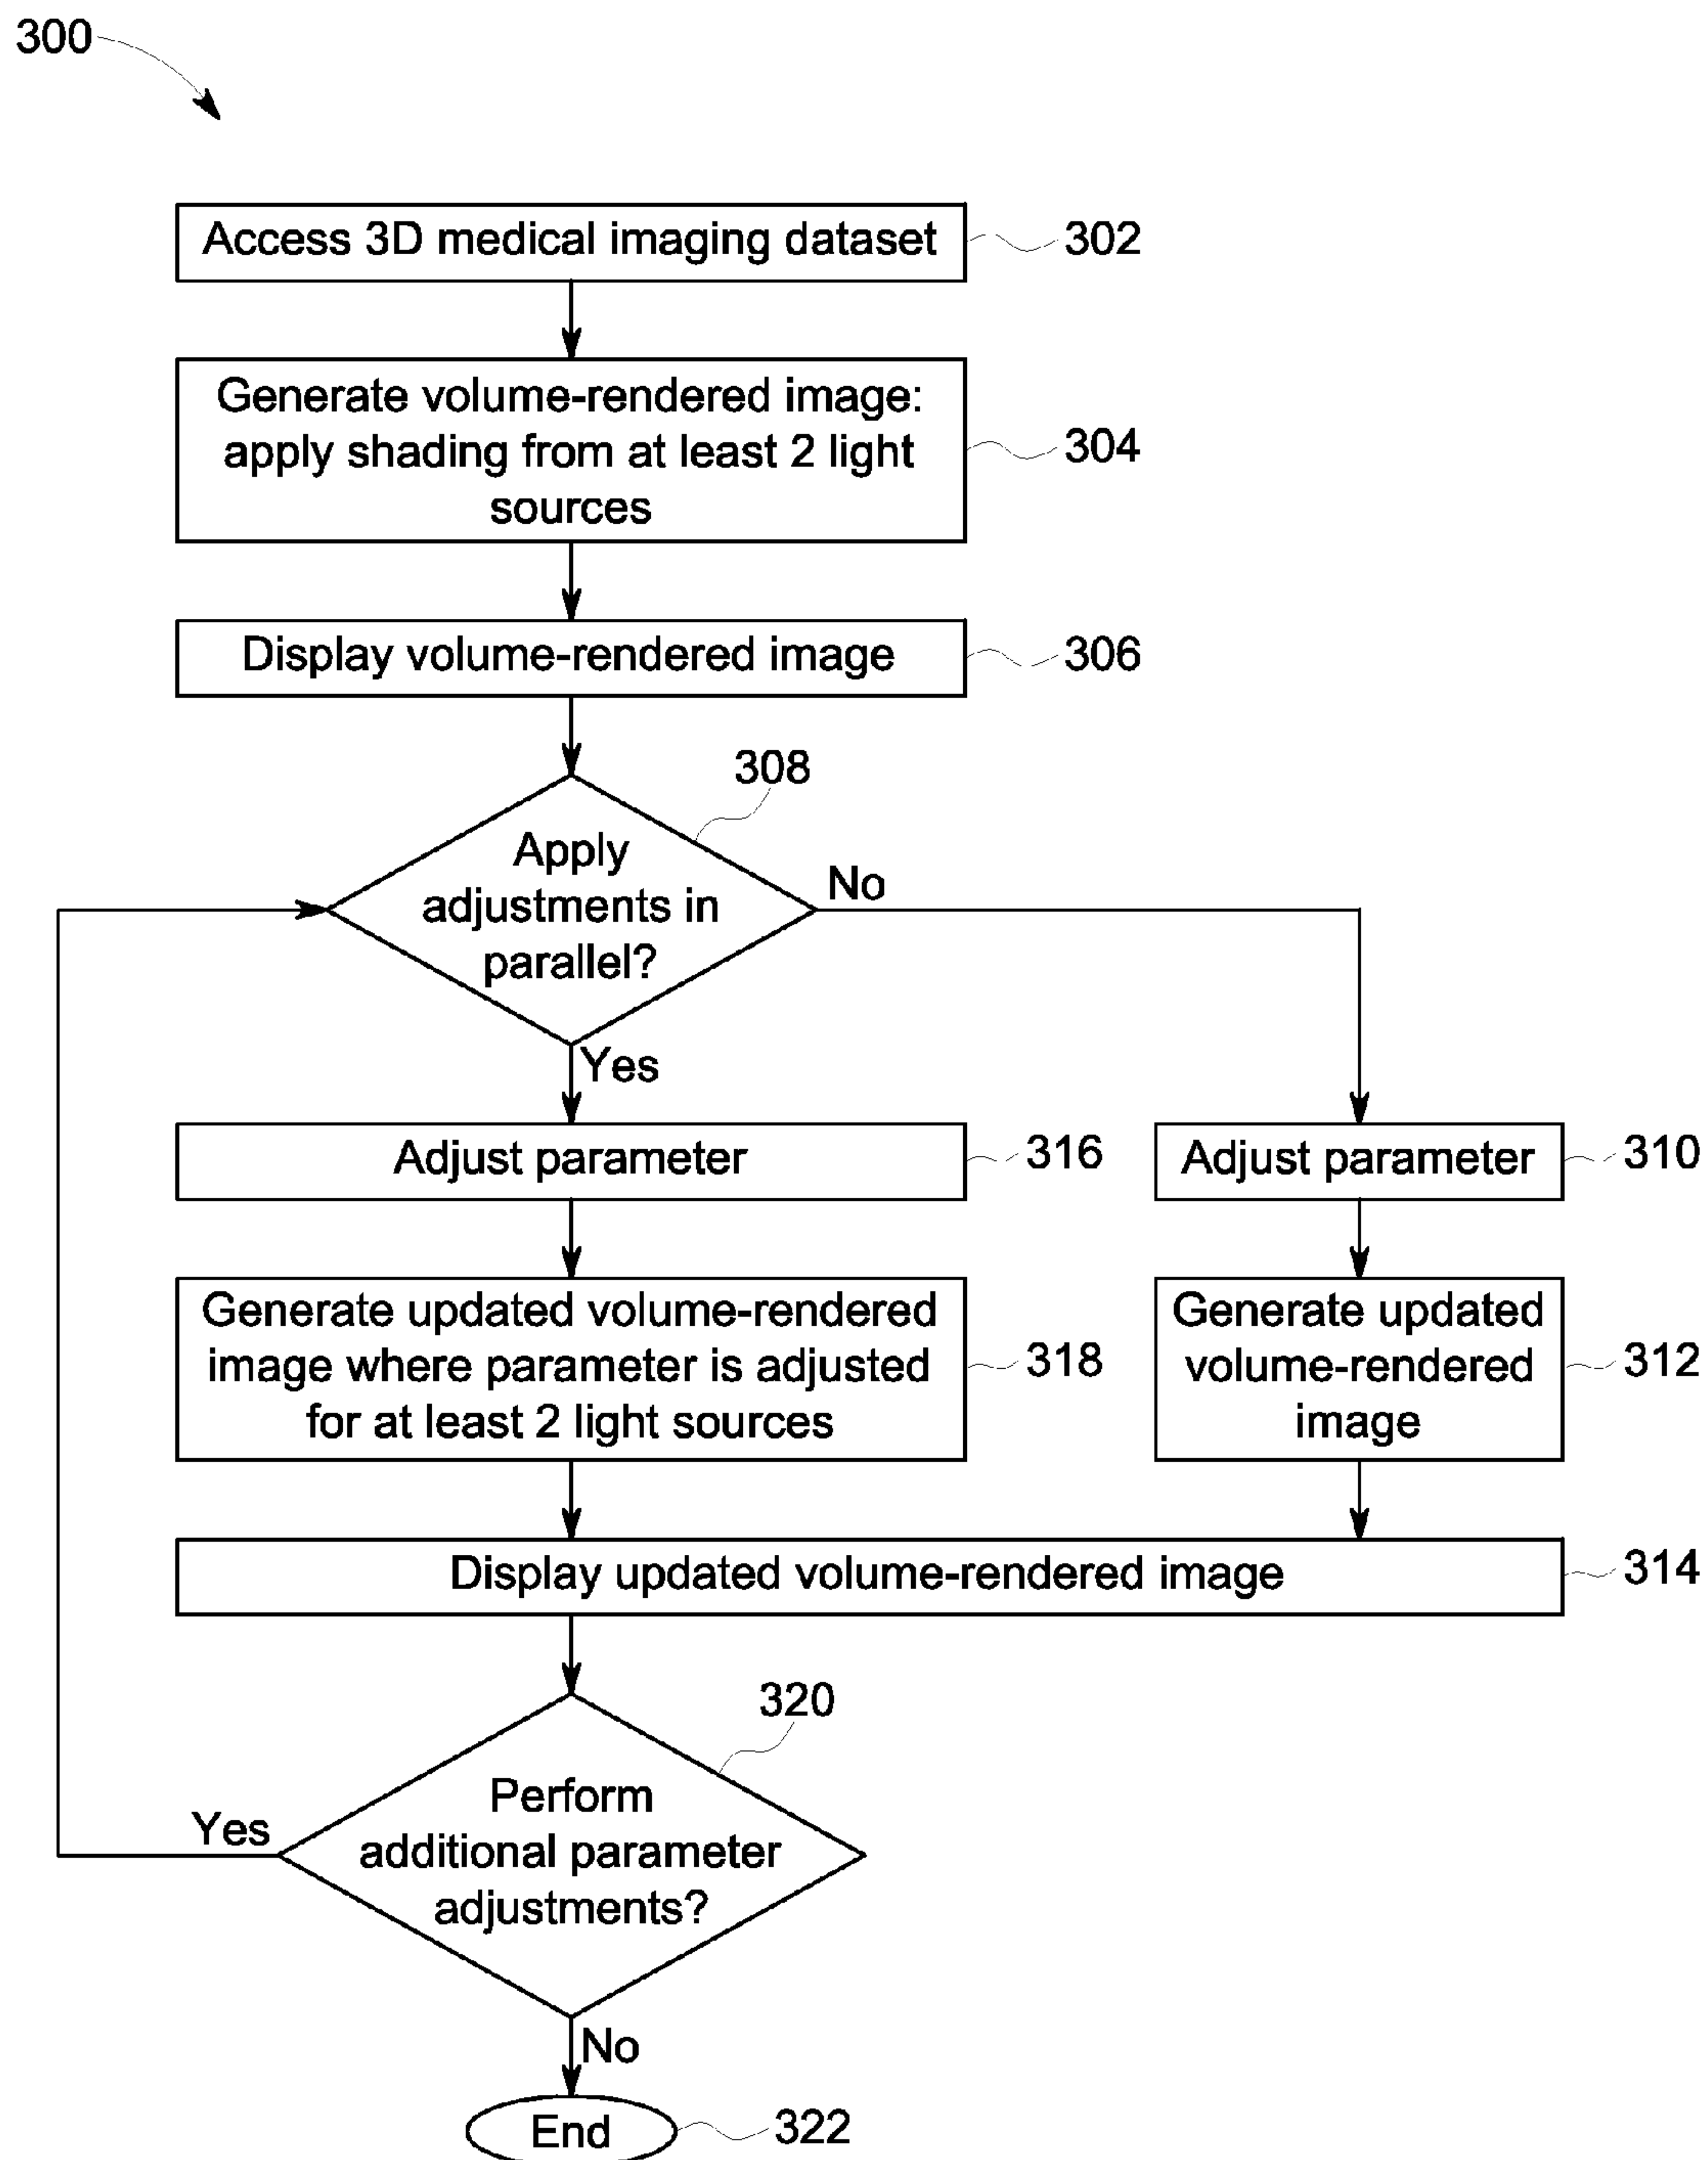 300
Access 3D medical imaging dataset
302
Generate volume-rendered image:
apply shading from at least 2 light
sources
304
Display volume-rendered image
306
308
Apply
adjustments in
parallel?
No
Yes
Adjust parameter
316
Adjust parameter
310
Generate updated volume-rendered
image where parameter is adjusted
for at least 2 light sources
318
Generate updated
volume-rendered
image
312
Display updated volume-rendered image
314
320
Perform
additional parameter
adjustments?
Yes
No
End
322